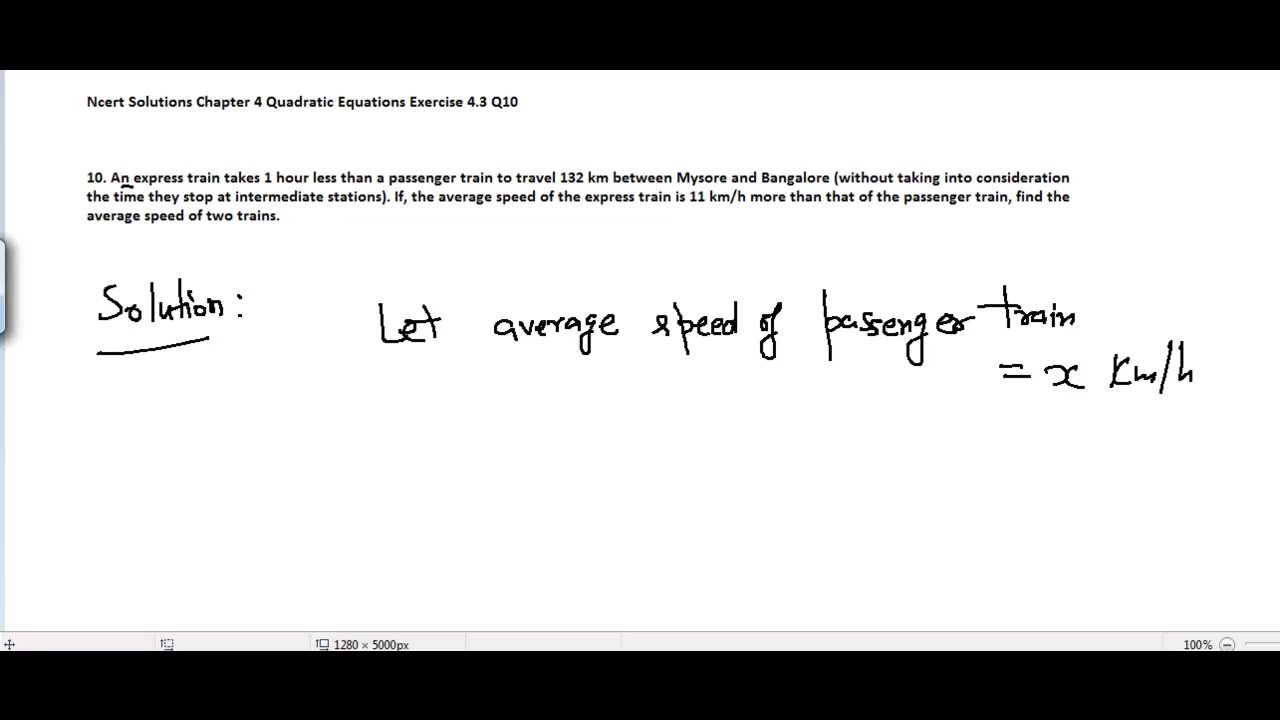 Ncert Solutions Chapter 4 Quadratic Equations Exercise 4.3 Q10
10. An express train takes 1 hour less than a passenger train to travel 132 km between Mysore and Bangalore (without taking into consideration
the time they stop at intermediate stations). If, the average speed of the express train is 11 km/h more than that of the passenger train, find the
average speed of two trains.
Solution: Let average speed of passenger train
= x Km/h
1280 × 5000px 100%